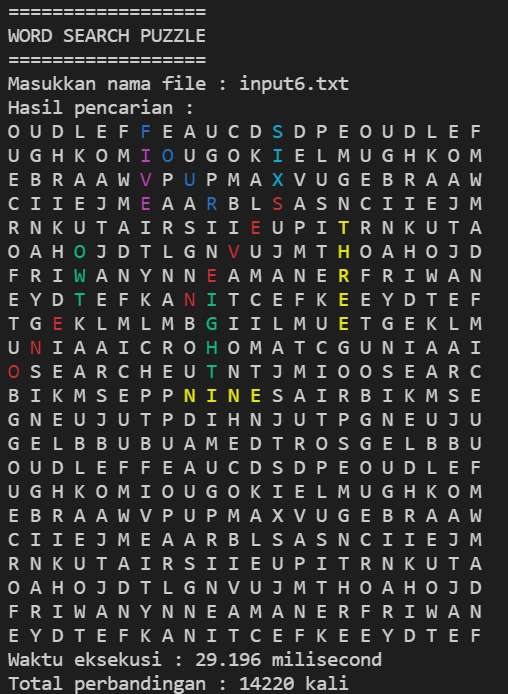 ==================
WORD SEARCH PUZZLE
==================
Masukkan nama file : input6.txt
Hasil pencarian :
O U D L E F F E A U C D S D P E O U D L E F
U G H K O M I O U G O K I E L M U G H K O M
E B R A A W V P U P M A X V U G E B R A A W
C I I E J M E A A R B L S A S N C I I E J M
R N K U T A I R S I I E U P I T R N K U T A
O A H O J D T L G N V U J M T H O A H O J D
F R I W A N Y N N E A M A N E R F R I W A N
E Y D T E F K A N I T C E F K E E Y D T E F
T G E K L M L M B G I I L M U E T G E K L M
U N I A A I C R O H O M A T C G U N I A A I
O S E A R C H E U T N T J M I O O S E A R C
B I K M S E P P N I N E S A I R B I K M S E
G N E U J U T P D I H N J U T P G N E U J U
G E L B B U B U A M E D T R O S G E L B B U
O U D L E F F E A U C D S D P E O U D L E F
U G H K O M I O U G O K I E L M U G H K O M
E B R A A W V P U P M A X V U G E B R A A W
C I I E J M E A A R B L S A S N C I I E J M
R N K U T A I R S I I E U P I T R N K U T A
O A H O J D T L G N V U J M T H O A H O J D
F R I W A N Y N N E A M A N E R F R I W A N
E Y D T E F K A N I T C E F K E E Y D T E F
Waktu eksekusi : 29.196 milisecond
Total perbandingan : 14220 kali